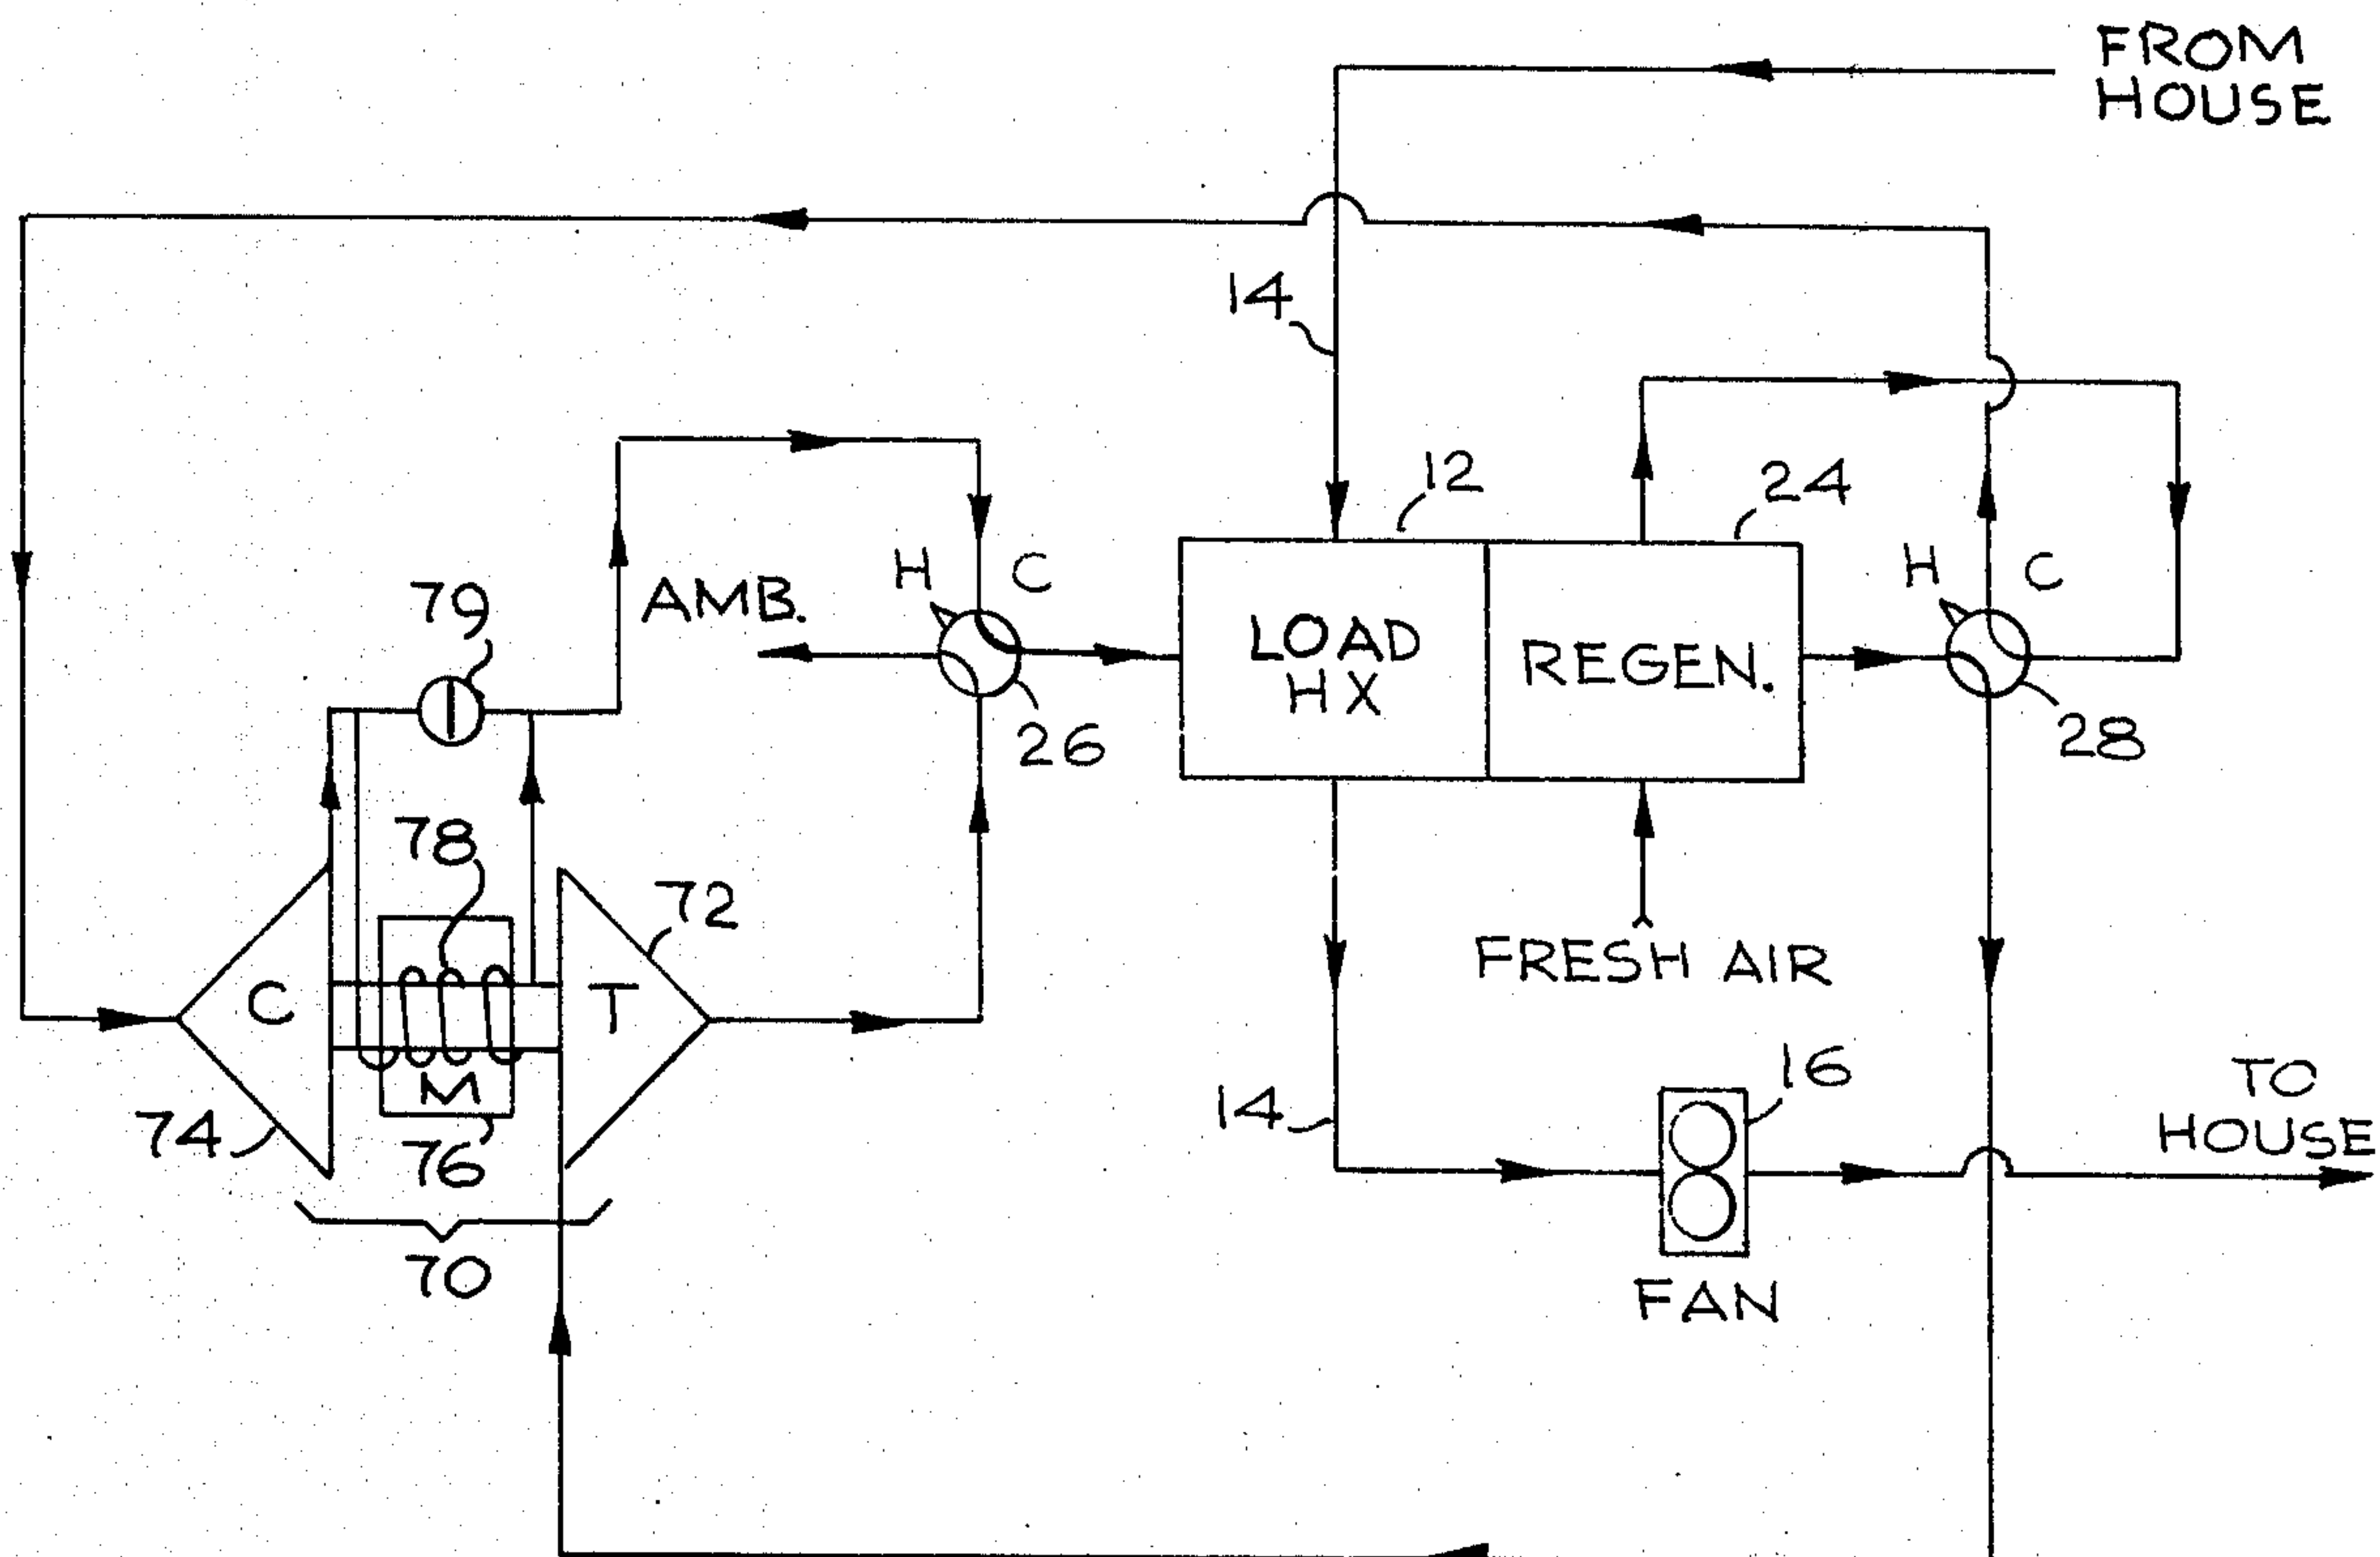 FROM
HOUSE
14
12
24
79
AMB.
H
C
H
C
LOAD
HX
REGEN.
26
28
78
72
FRESH AIR
C
T
M
16
TO
HOUSE
14
74
76
70
FAN